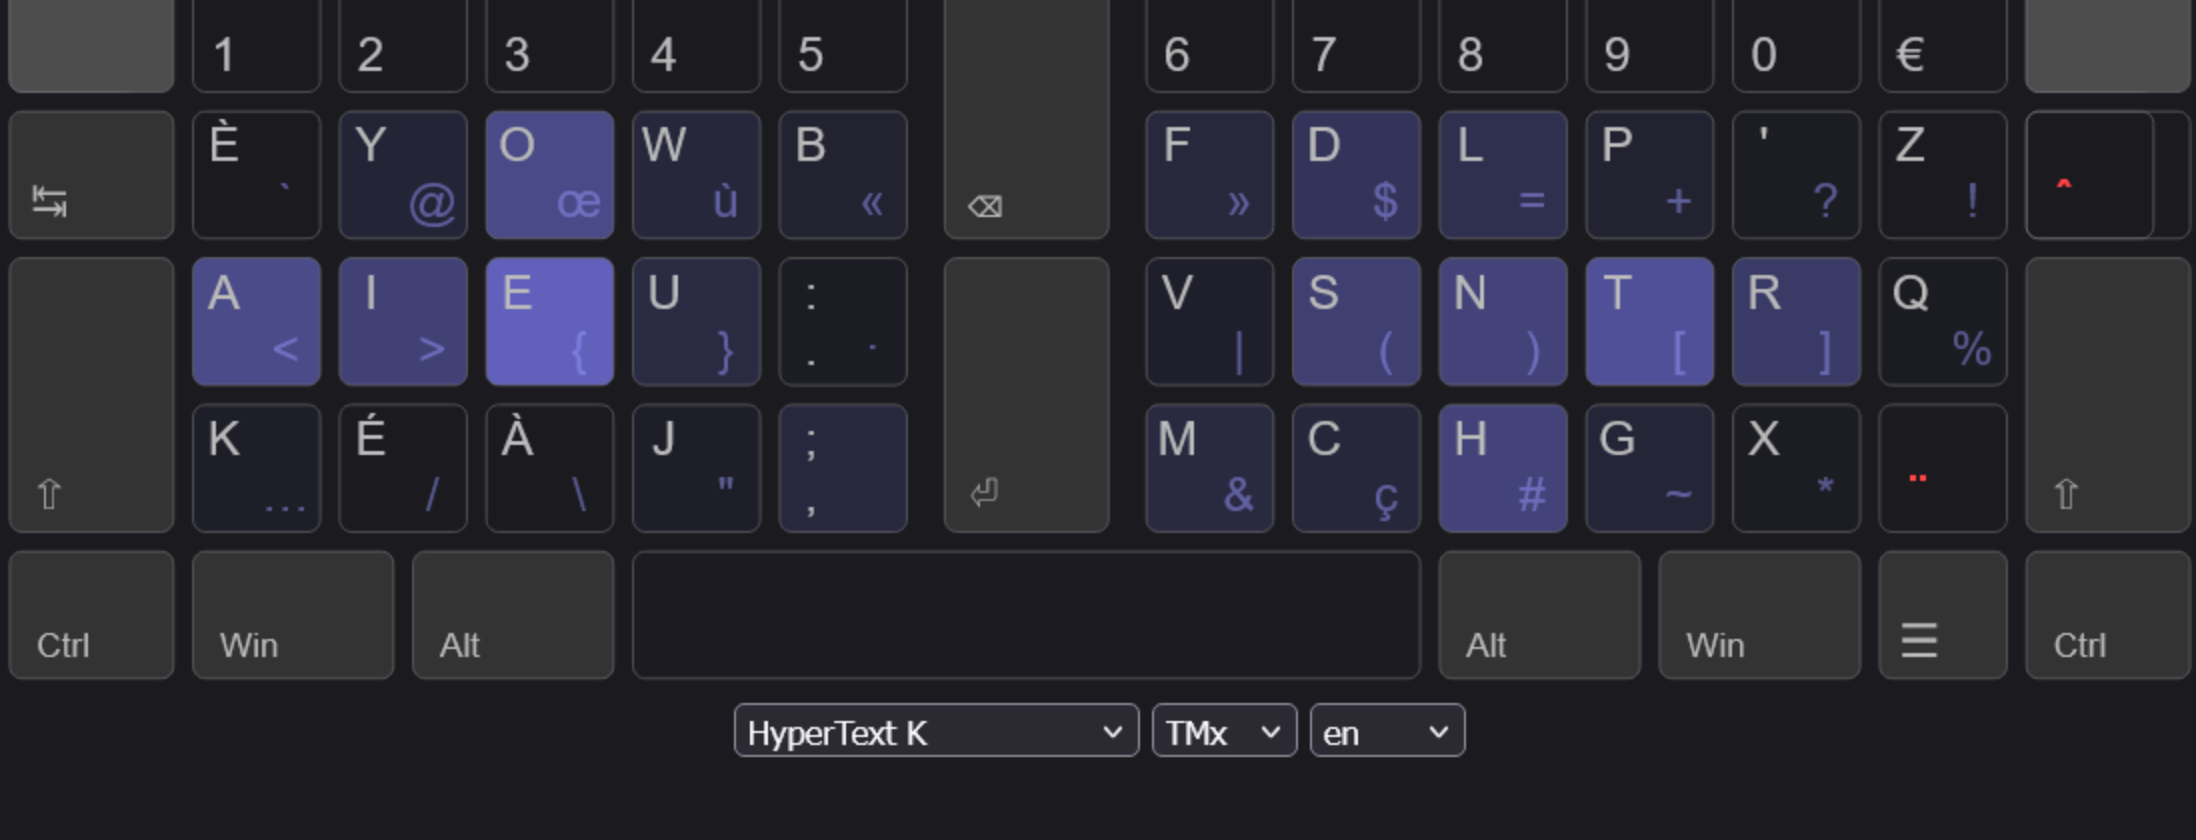 1 2 3 4 5 6 7 8 9 0 €
↹ È ` Y @ O œ W ù B « ⌫ F » D $ L = P + ' ? Z ! ^
⇧ A < I > E { U } : . · ⏎ V | S ( N ) T [ R ] Q % ⇧
K … É / À \ J " ; , M & C ç H # G ~ X * ¨
Ctrl Win Alt Alt Win ☰ Ctrl
HyperText K TMx en